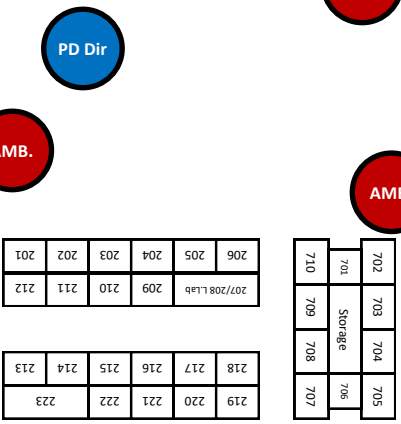 PD Dir
AMB.
AMB
201 202 203 204 205 206
212 211 210 209 207/208 L.Lab
213 214 215 216 217 218
223 222 221 220 219
710 701 702
709 Storage 703
708 704
707 706 705